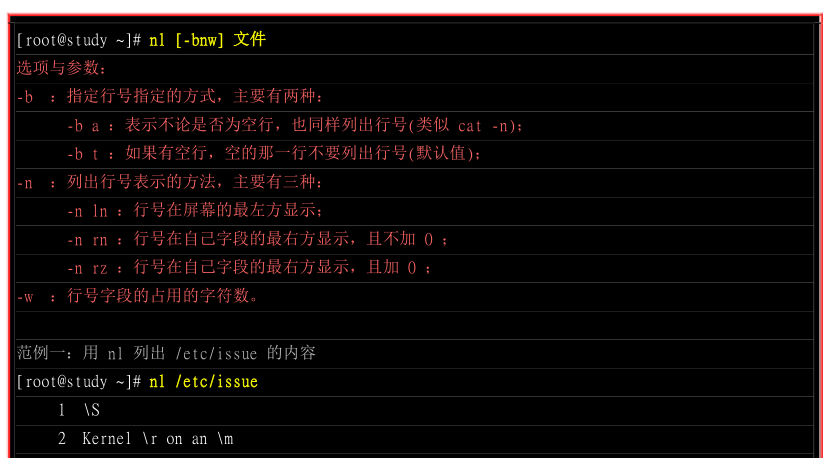 [root@study ~]# nl [-bnw] 文件
选项与参数：
-b ：指定行号指定的方式，主要有两种：
-b a ：表示不论是否为空行，也同样列出行号(类似 cat -n)；
-b t ：如果有空行，空的那一行不要列出行号(默认值)；
-n ：列出行号表示的方法，主要有三种：
-n ln ：行号在屏幕的最左方显示；
-n rn ：行号在自己字段的最右方显示，且不加 0 ；
-n rz ：行号在自己字段的最右方显示，且加 0 ；
-w ：行号字段的占用的字符数。
范例一：用 nl 列出 /etc/issue 的内容
[root@study ~]# nl /etc/issue
1 \S
2 Kernel \r on an \m